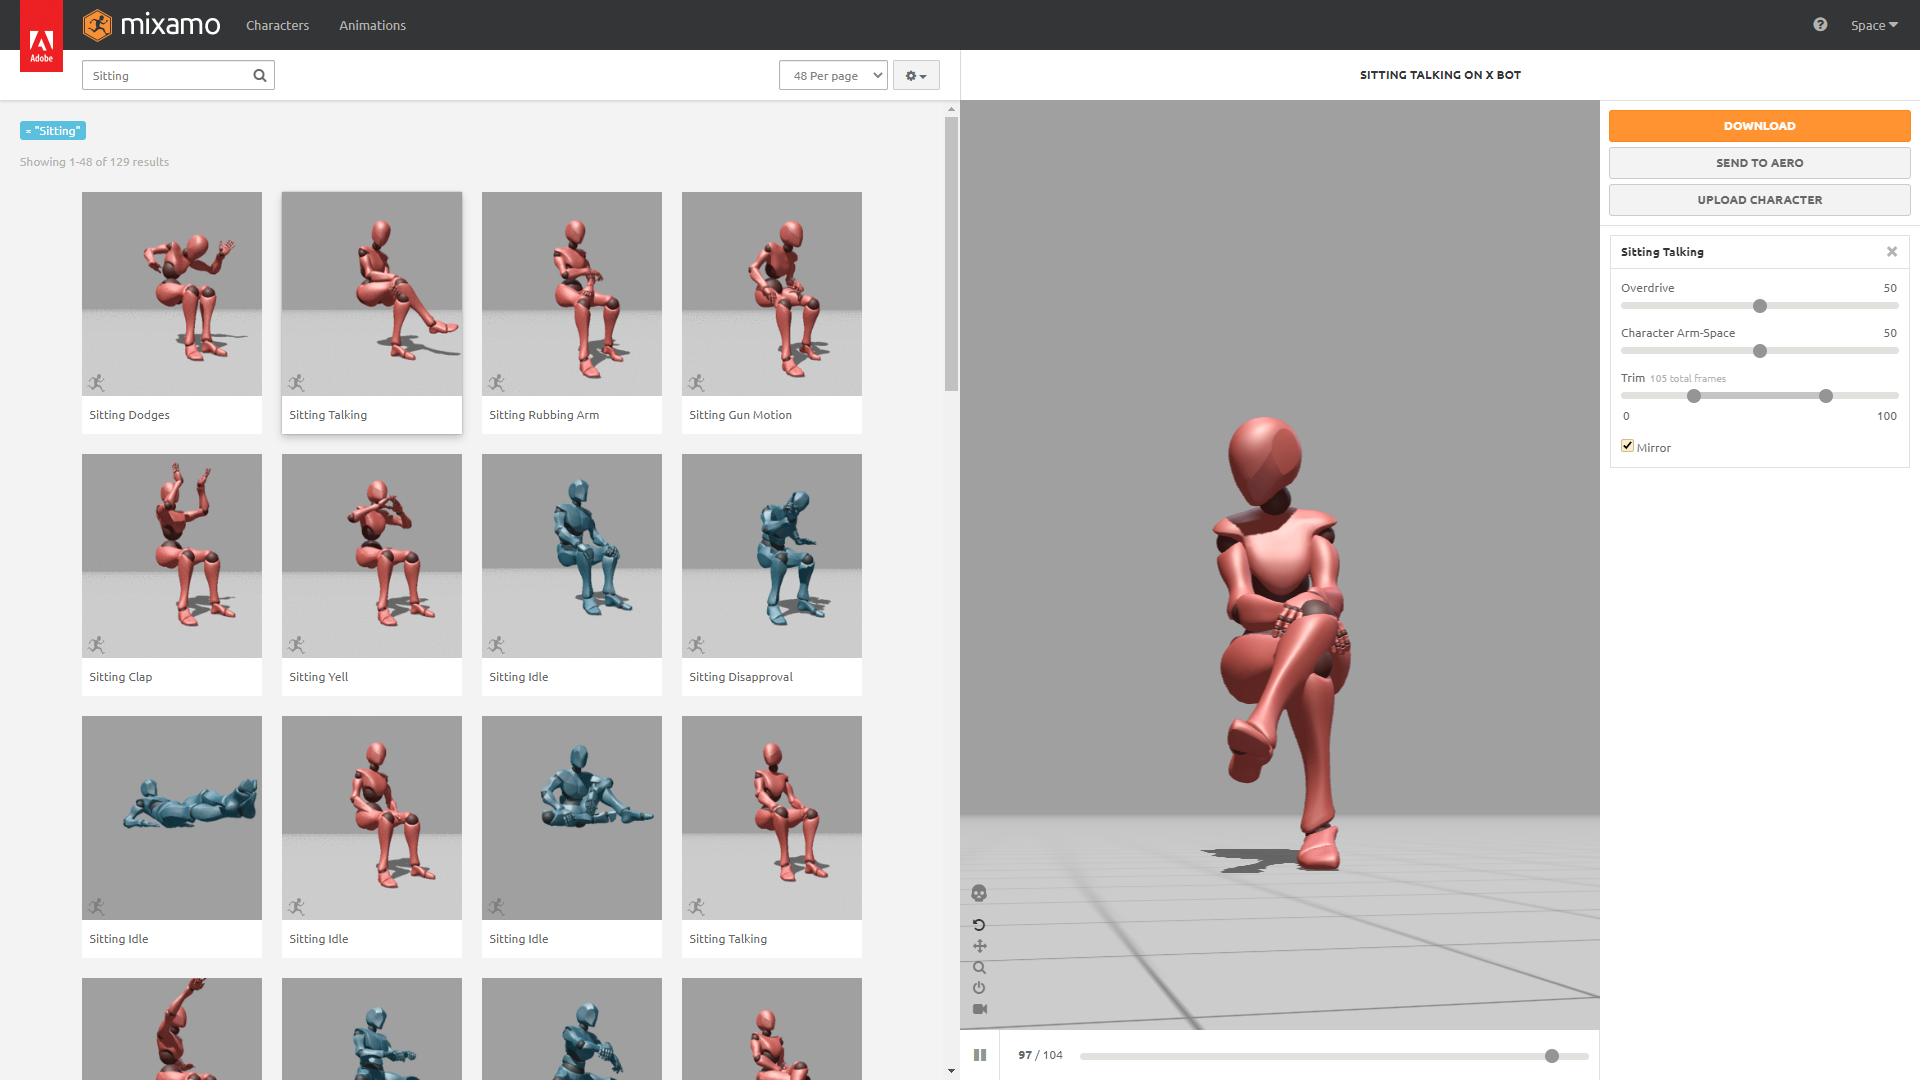 Adobe
mixamo
Characters
Animations
Space
Sitting
48 Per page
SITTING TALKING ON X BOT
× "Sitting"
Showing 1-48 of 129 results
Sitting Dodges
Sitting Talking
Sitting Rubbing Arm
Sitting Gun Motion
Sitting Clap
Sitting Yell
Sitting Idle
Sitting Disapproval
Sitting Idle
Sitting Idle
Sitting Idle
Sitting Talking
97 / 104
DOWNLOAD
SEND TO AERO
UPLOAD CHARACTER
Sitting Talking
Overdrive 50
Character Arm-Space 50
Trim 105 total frames
0 100
Mirror